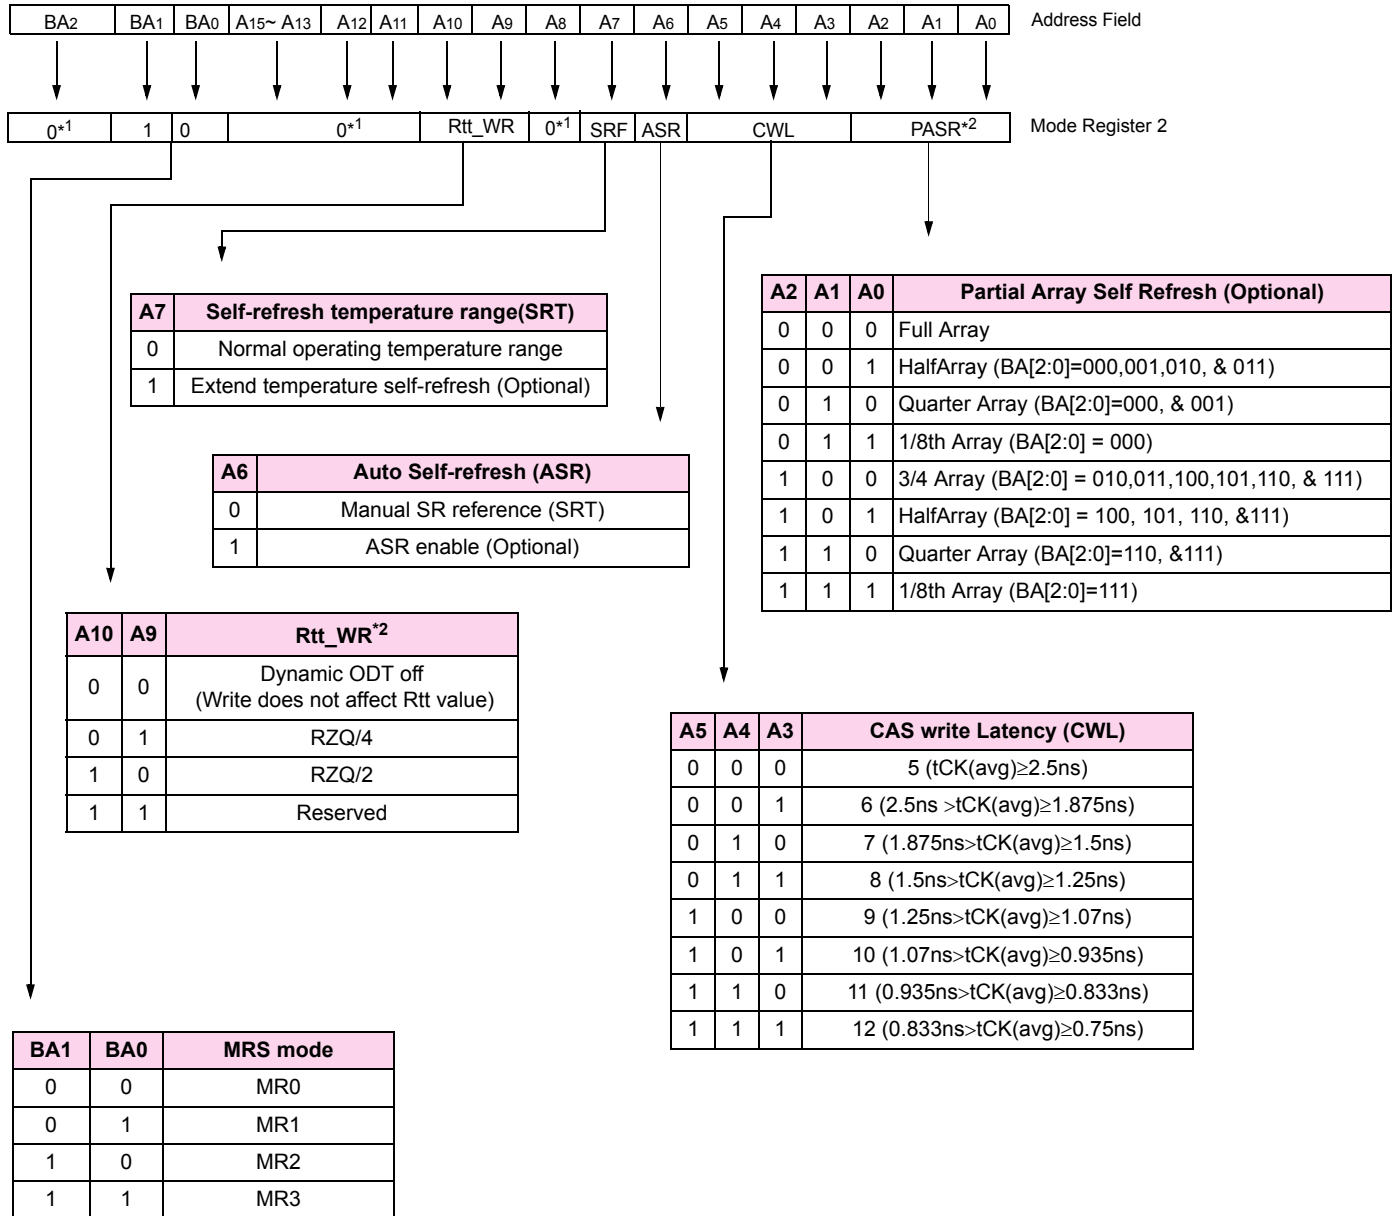 BA2 BA1 BA0 A15~ A13 A12 A11 A10 A9 A8 A7 A6 A5 A4 A3 A2 A1 A0 Address Field
0*1 1 0 0*1 Rtt_WR 0*1 SRF ASR CWL PASR*2 Mode Register 2
A7 Self-refresh temperature range(SRT)
0 Normal operating temperature range
1 Extend temperature self-refresh (Optional)
A6 Auto Self-refresh (ASR)
0 Manual SR reference (SRT)
1 ASR enable (Optional)
A2 A1 A0 Partial Array Self Refresh (Optional)
0 0 0 Full Array
0 0 1 HalfArray (BA[2:0]=000,001,010, & 011)
0 1 0 Quarter Array (BA[2:0]=000, & 001)
0 1 1 1/8th Array (BA[2:0] = 000)
1 0 0 3/4 Array (BA[2:0] = 010,011,100,101,110, & 111)
1 0 1 HalfArray (BA[2:0] = 100, 101, 110, &111)
1 1 0 Quarter Array (BA[2:0]=110, &111)
1 1 1 1/8th Array (BA[2:0]=111)
A10 A9 Rtt_WR*2
0 0 Dynamic ODT off
(Write does not affect Rtt value)
0 1 RZQ/4
1 0 RZQ/2
1 1 Reserved
A5 A4 A3 CAS write Latency (CWL)
0 0 0 5 (tCK(avg)≥2.5ns)
0 0 1 6 (2.5ns >tCK(avg)≥1.875ns)
0 1 0 7 (1.875ns>tCK(avg)≥1.5ns)
0 1 1 8 (1.5ns>tCK(avg)≥1.25ns)
1 0 0 9 (1.25ns>tCK(avg)≥1.07ns)
1 0 1 10 (1.07ns>tCK(avg)≥0.935ns)
1 1 0 11 (0.935ns>tCK(avg)≥0.833ns)
1 1 1 12 (0.833ns>tCK(avg)≥0.75ns)
BA1 BA0 MRS mode
0 0 MR0
0 1 MR1
1 0 MR2
1 1 MR3